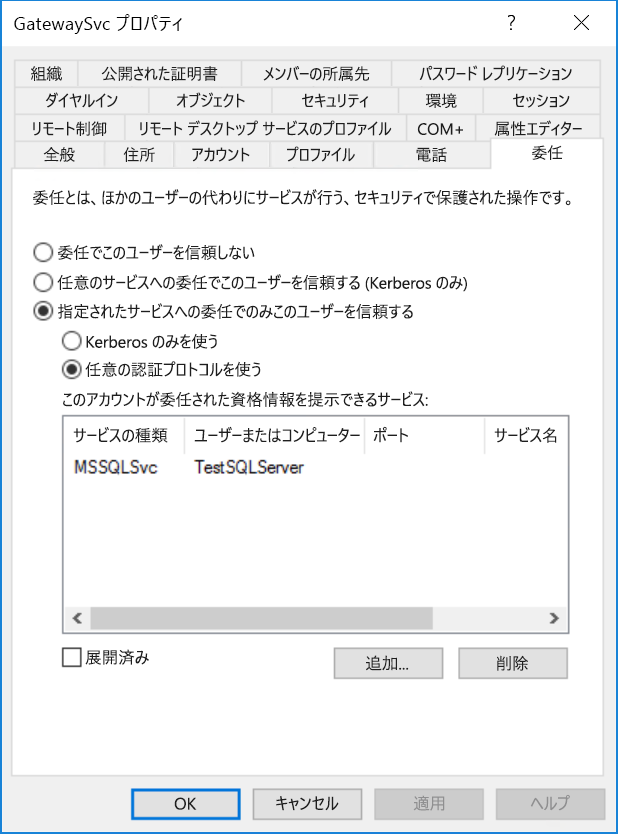 GatewaySvc プロパティ
? ×
組織 公開された証明書 メンバーの所属先 パスワード レプリケーション
ダイヤルイン オブジェクト セキュリティ 環境 セッション
リモート制御 リモート デスクトップ サービスのプロファイル COM+ 属性エディター
全般 住所 アカウント プロファイル 電話 委任
委任とは、ほかのユーザーの代わりにサービスが行う、セキュリティで保護された操作です。
委任でこのユーザーを信頼しない
任意のサービスへの委任でこのユーザーを信頼する (Kerberos のみ)
指定されたサービスへの委任でのみこのユーザーを信頼する
Kerberos のみを使う
任意の認証プロトコルを使う
このアカウントが委任された資格情報を提示できるサービス:
サービスの種類 ユーザーまたはコンピューター ポート サービス名
MSSQLSvc TestSQLServer
展開済み
追加... 削除
OK キャンセル 適用 ヘルプ